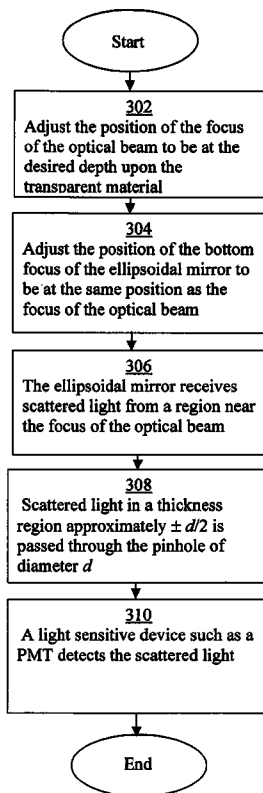 Start
302
Adjust the position of the focus
of the optical beam to be at the
desired depth upon the
transparent material
304
Adjust the position of the bottom
focus of the ellipsoidal mirror to
be at the same position as the
focus of the optical beam
306
The ellipsoidal mirror receives
scattered light from a region near
the focus of the optical beam
308
Scattered light in a thickness
region approximately ± d/2 is
passed through the pinhole of
diameter d
310
A light sensitive device such as a
PMT detects the scattered light
End